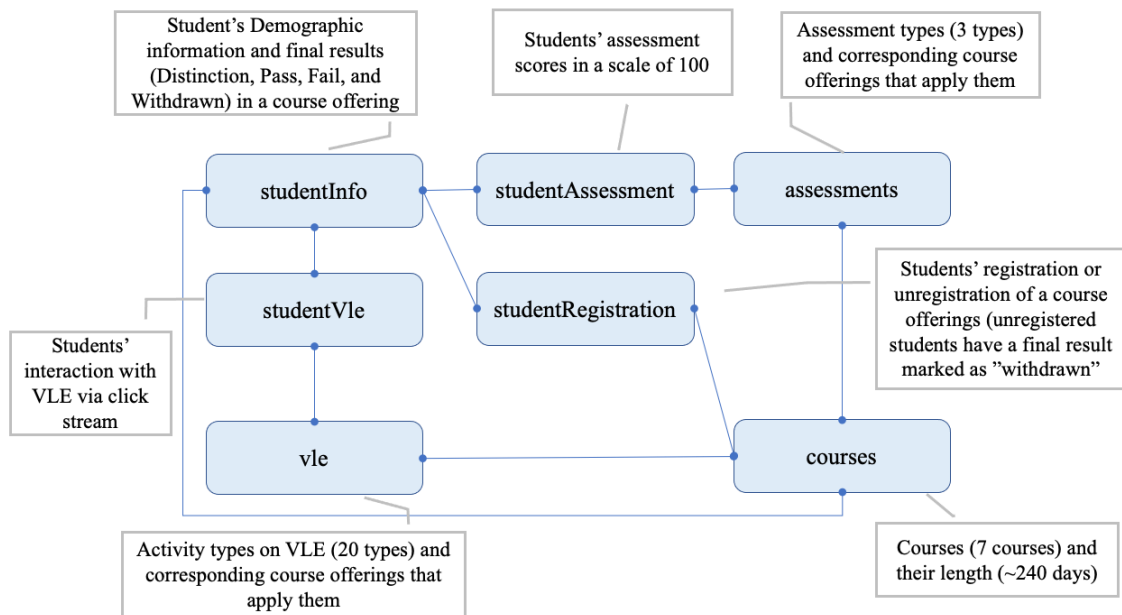 Student’s Demographic
information and final results
(Distinction, Pass, Fail, and
Withdrawn) in a course offering
Students’ assessment
scores in a scale of 100
Assessment types (3 types)
and corresponding course
offerings that apply them
studentInfo
studentAssessment
assessments
studentVle
studentRegistration
Students’ registration or
unregistration of a course
offerings (unregistered
students have a final result
marked as ”withdrawn”
Students’
interaction with
VLE via click
stream
vle
courses
Activity types on VLE (20 types) and
corresponding course offerings that
apply them
Courses (7 courses) and
their length (~240 days)